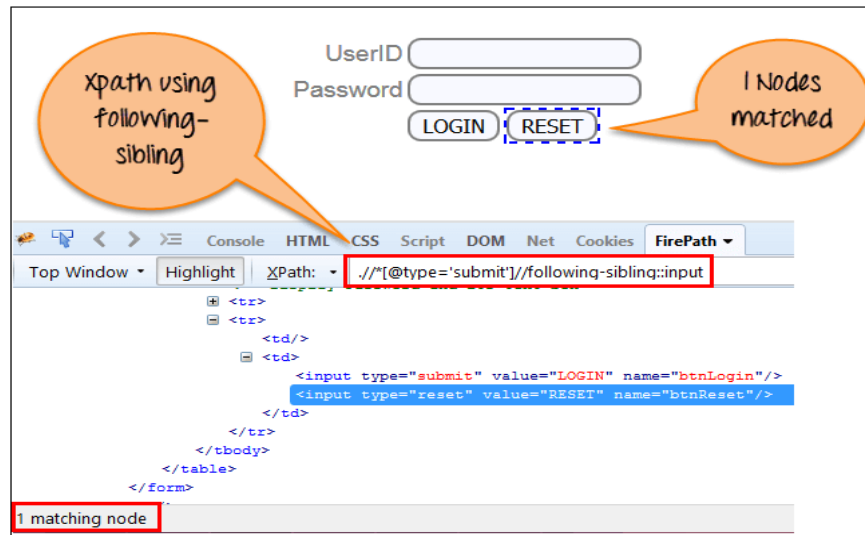 UserID
Password
LOGIN RESET
Xpath using
following-
sibling
1 Nodes
matched
Console HTML CSS Script DOM Net Cookies FirePath
Top Window Highlight XPath: .//*[@type='submit']//following-sibling::input
<tr>
<tr>
<td/>
<td>
<input type="submit" value="LOGIN" name="btnLogin"/>
<input type="reset" value="RESET" name="btnReset"/>
</td>
</tr>
</tbody>
</table>
</form>
1 matching node